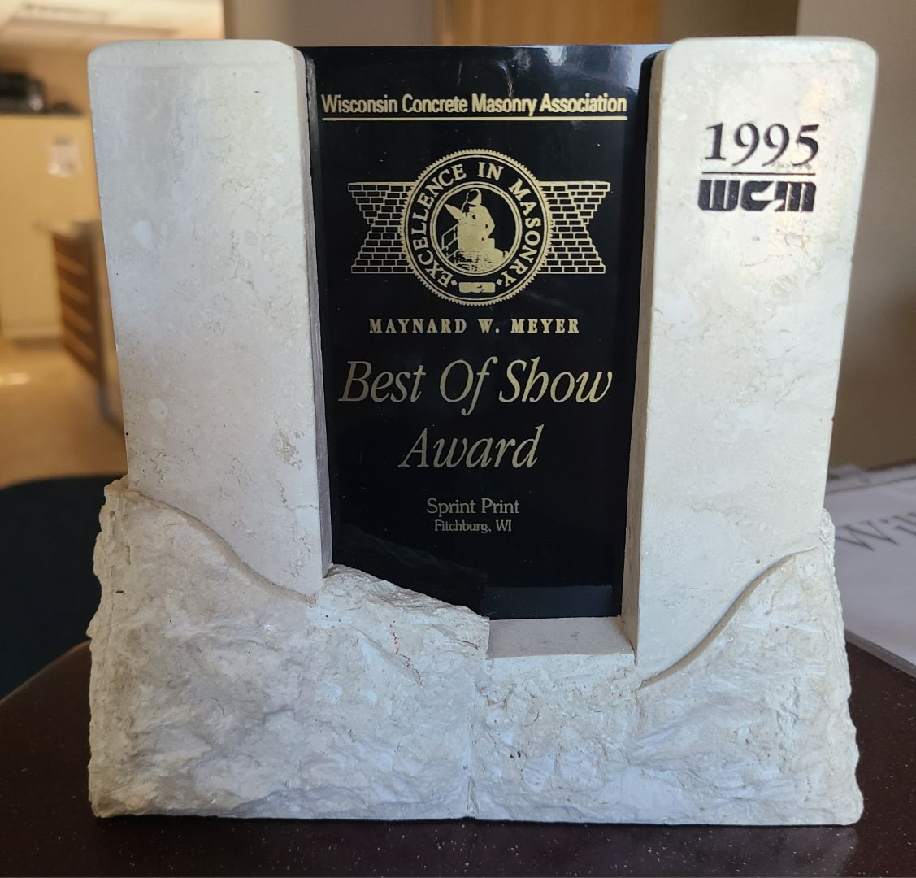 Wisconsin Concrete Masonry Association
EXCELLENCE IN MASONRY
MAYNARD W. MEYER
Best Of Show
Award
Sprint Print
Fitchburg, WI
1995
WCM